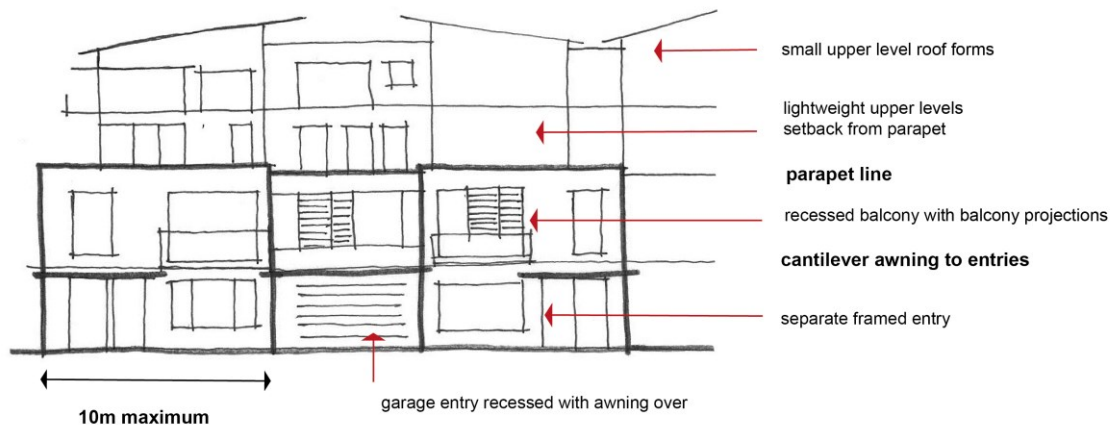 small upper level roof forms
lightweight upper levels
setback from parapet
parapet line
recessed balcony with balcony projections
cantilever awning to entries
separate framed entry
garage entry recessed with awning over
10m maximum